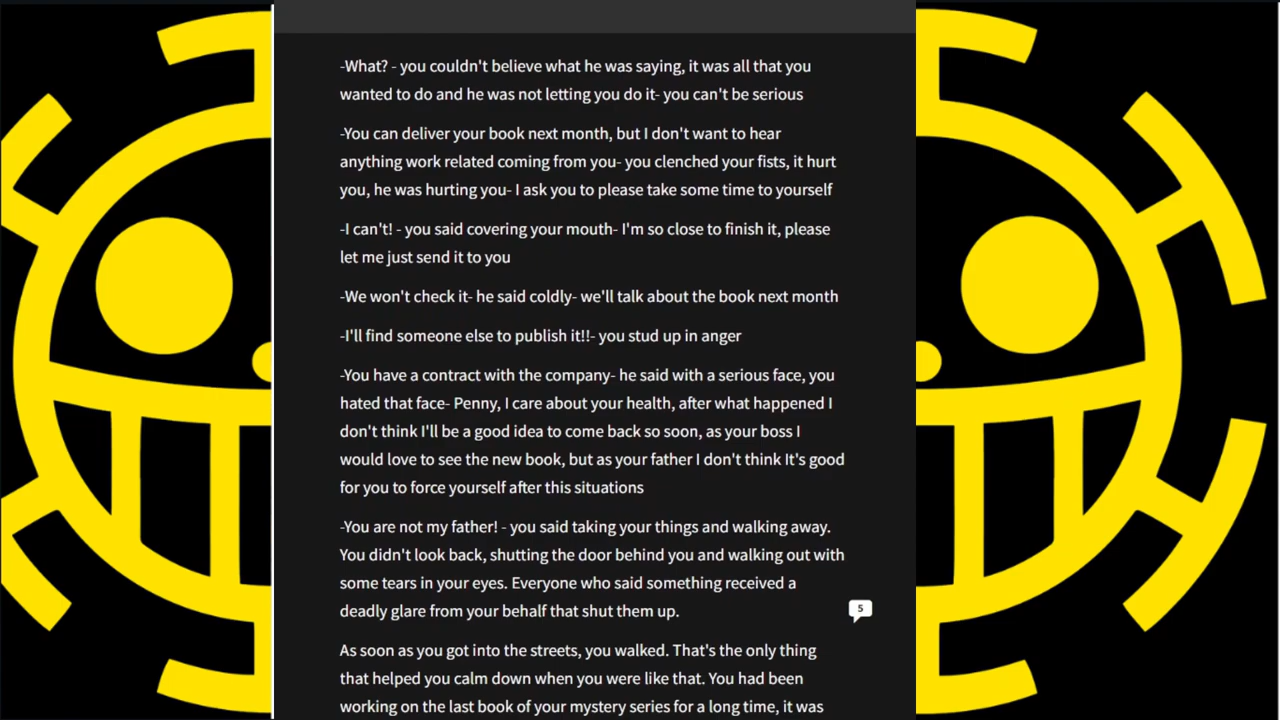 -What? - you couldn't believe what he was saying, it was all that you
wanted to do and he was not letting you do it- you can't be serious
-You can deliver your book next month, but I don't want to hear
anything work related coming from you- you clenched your fists, it hurt
you, he was hurting you- I ask you to please take some time to yourself
-I can't! - you said covering your mouth- I'm so close to finish it, please
let me just send it to you
-We won't check it- he said coldly- we'll talk about the book next month
-I'll find someone else to publish it!!- you stud up in anger
-You have a contract with the company- he said with a serious face, you
hated that face- Penny, I care about your health, after what happened I
don't think I'll be a good idea to come back so soon, as your boss I
would love to see the new book, but as your father I don't think It's good
for you to force yourself after this situations
-You are not my father! - you said taking your things and walking away.
You didn't look back, shutting the door behind you and walking out with
some tears in your eyes. Everyone who said something received a
deadly glare from your behalf that shut them up.
5
As soon as you got into the streets, you walked. That's the only thing
that helped you calm down when you were like that. You had been
working on the last book of your mystery series for a long time, it was